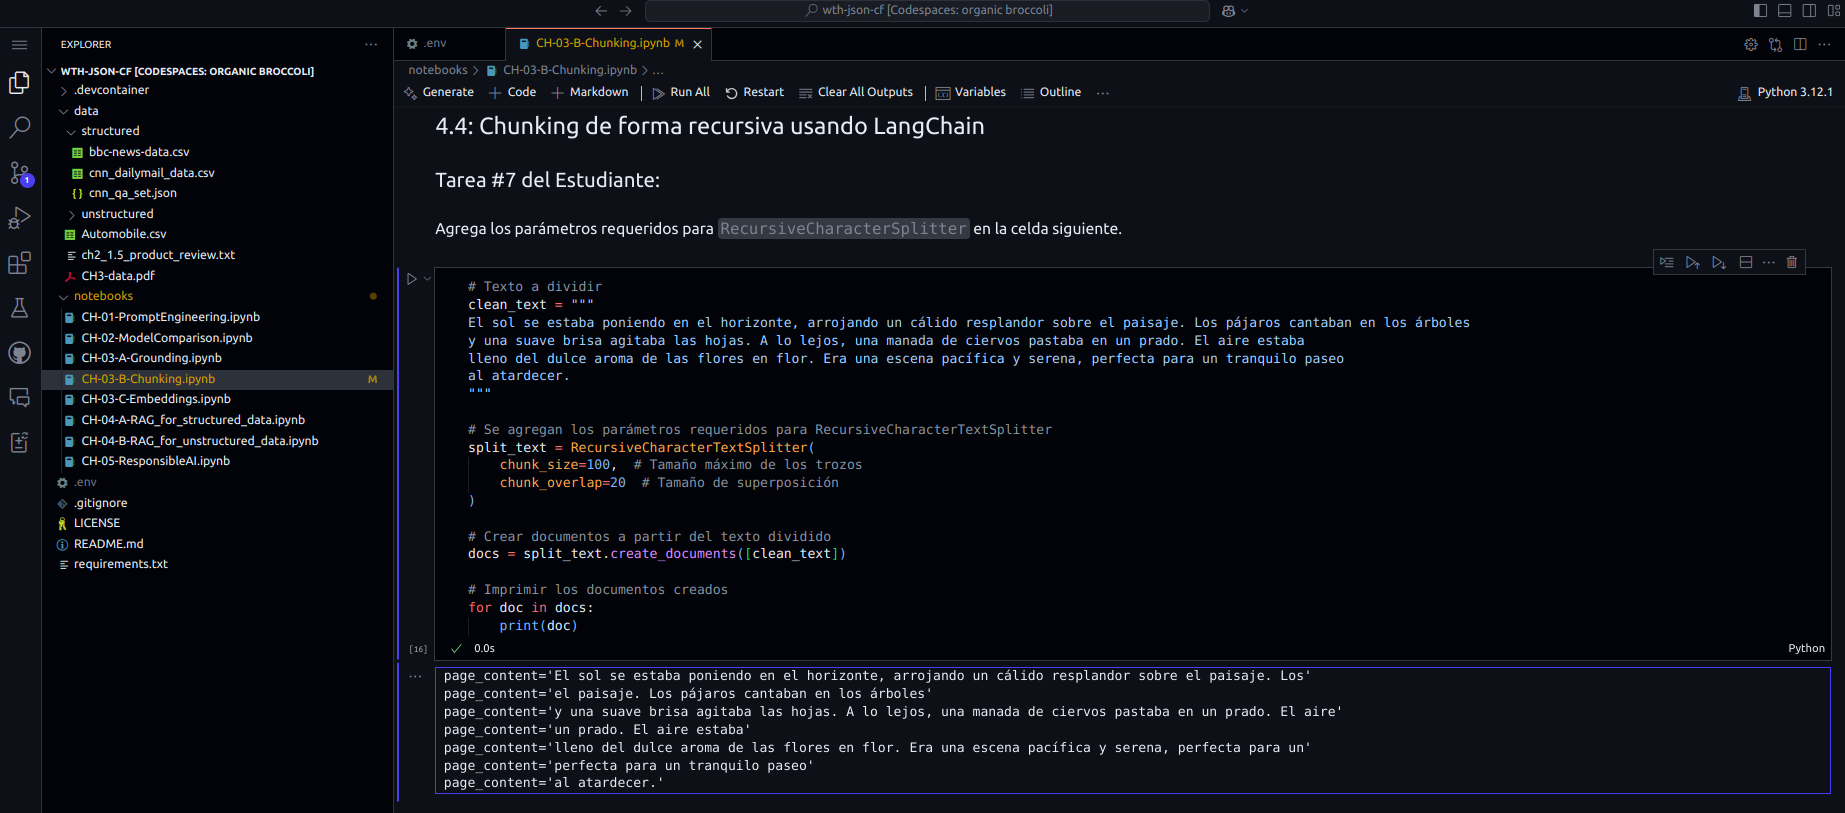 wth-json-cf [Codespaces: organic broccoli]
EXPLORER
WTH-JSON-CF [CODESPACES: ORGANIC BROCCOLI]
.devcontainer
data
structured
bbc-news-data.csv
cnn_dailymail_data.csv
cnn_qa_set.json
unstructured
Automobile.csv
ch2_1.5_product_review.txt
CH3-data.pdf
notebooks
CH-01-PromptEngineering.ipynb
CH-02-ModelComparison.ipynb
CH-03-A-Grounding.ipynb
CH-03-B-Chunking.ipynb M
CH-03-C-Embeddings.ipynb
CH-04-A-RAG_for_structured_data.ipynb
CH-04-B-RAG_for_unstructured_data.ipynb
CH-05-ResponsibleAI.ipynb
.env
.gitignore
LICENSE
README.md
requirements.txt
1
.env
CH-03-B-Chunking.ipynb M
notebooks > CH-03-B-Chunking.ipynb > ...
Generate + Code + Markdown | Run All Restart Clear All Outputs | Variables Outline ...
Python 3.12.1
4.4: Chunking de forma recursiva usando LangChain
Tarea #7 del Estudiante:
Agrega los parámetros requeridos para RecursiveCharacterSplitter en la celda siguiente.
# Texto a dividir
clean_text = """
El sol se estaba poniendo en el horizonte, arrojando un cálido resplandor sobre el paisaje. Los pájaros cantaban en los árboles
y una suave brisa agitaba las hojas. A lo lejos, una manada de ciervos pastaba en un prado. El aire estaba
lleno del dulce aroma de las flores en flor. Era una escena pacífica y serena, perfecta para un tranquilo paseo
al atardecer.
"""
# Se agregan los parámetros requeridos para RecursiveCharacterTextSplitter
split_text = RecursiveCharacterTextSplitter(
chunk_size=100,  # Tamaño máximo de los trozos
chunk_overlap=20  # Tamaño de superposición
)
# Crear documentos a partir del texto dividido
docs = split_text.create_documents([clean_text])
# Imprimir los documentos creados
for doc in docs:
print(doc)
[16] 0.0s
Python
page_content='El sol se estaba poniendo en el horizonte, arrojando un cálido resplandor sobre el paisaje. Los'
page_content='el paisaje. Los pájaros cantaban en los árboles'
page_content='y una suave brisa agitaba las hojas. A lo lejos, una manada de ciervos pastaba en un prado. El aire'
page_content='un prado. El aire estaba'
page_content='lleno del dulce aroma de las flores en flor. Era una escena pacífica y serena, perfecta para un'
page_content='perfecta para un tranquilo paseo'
page_content='al atardecer.'